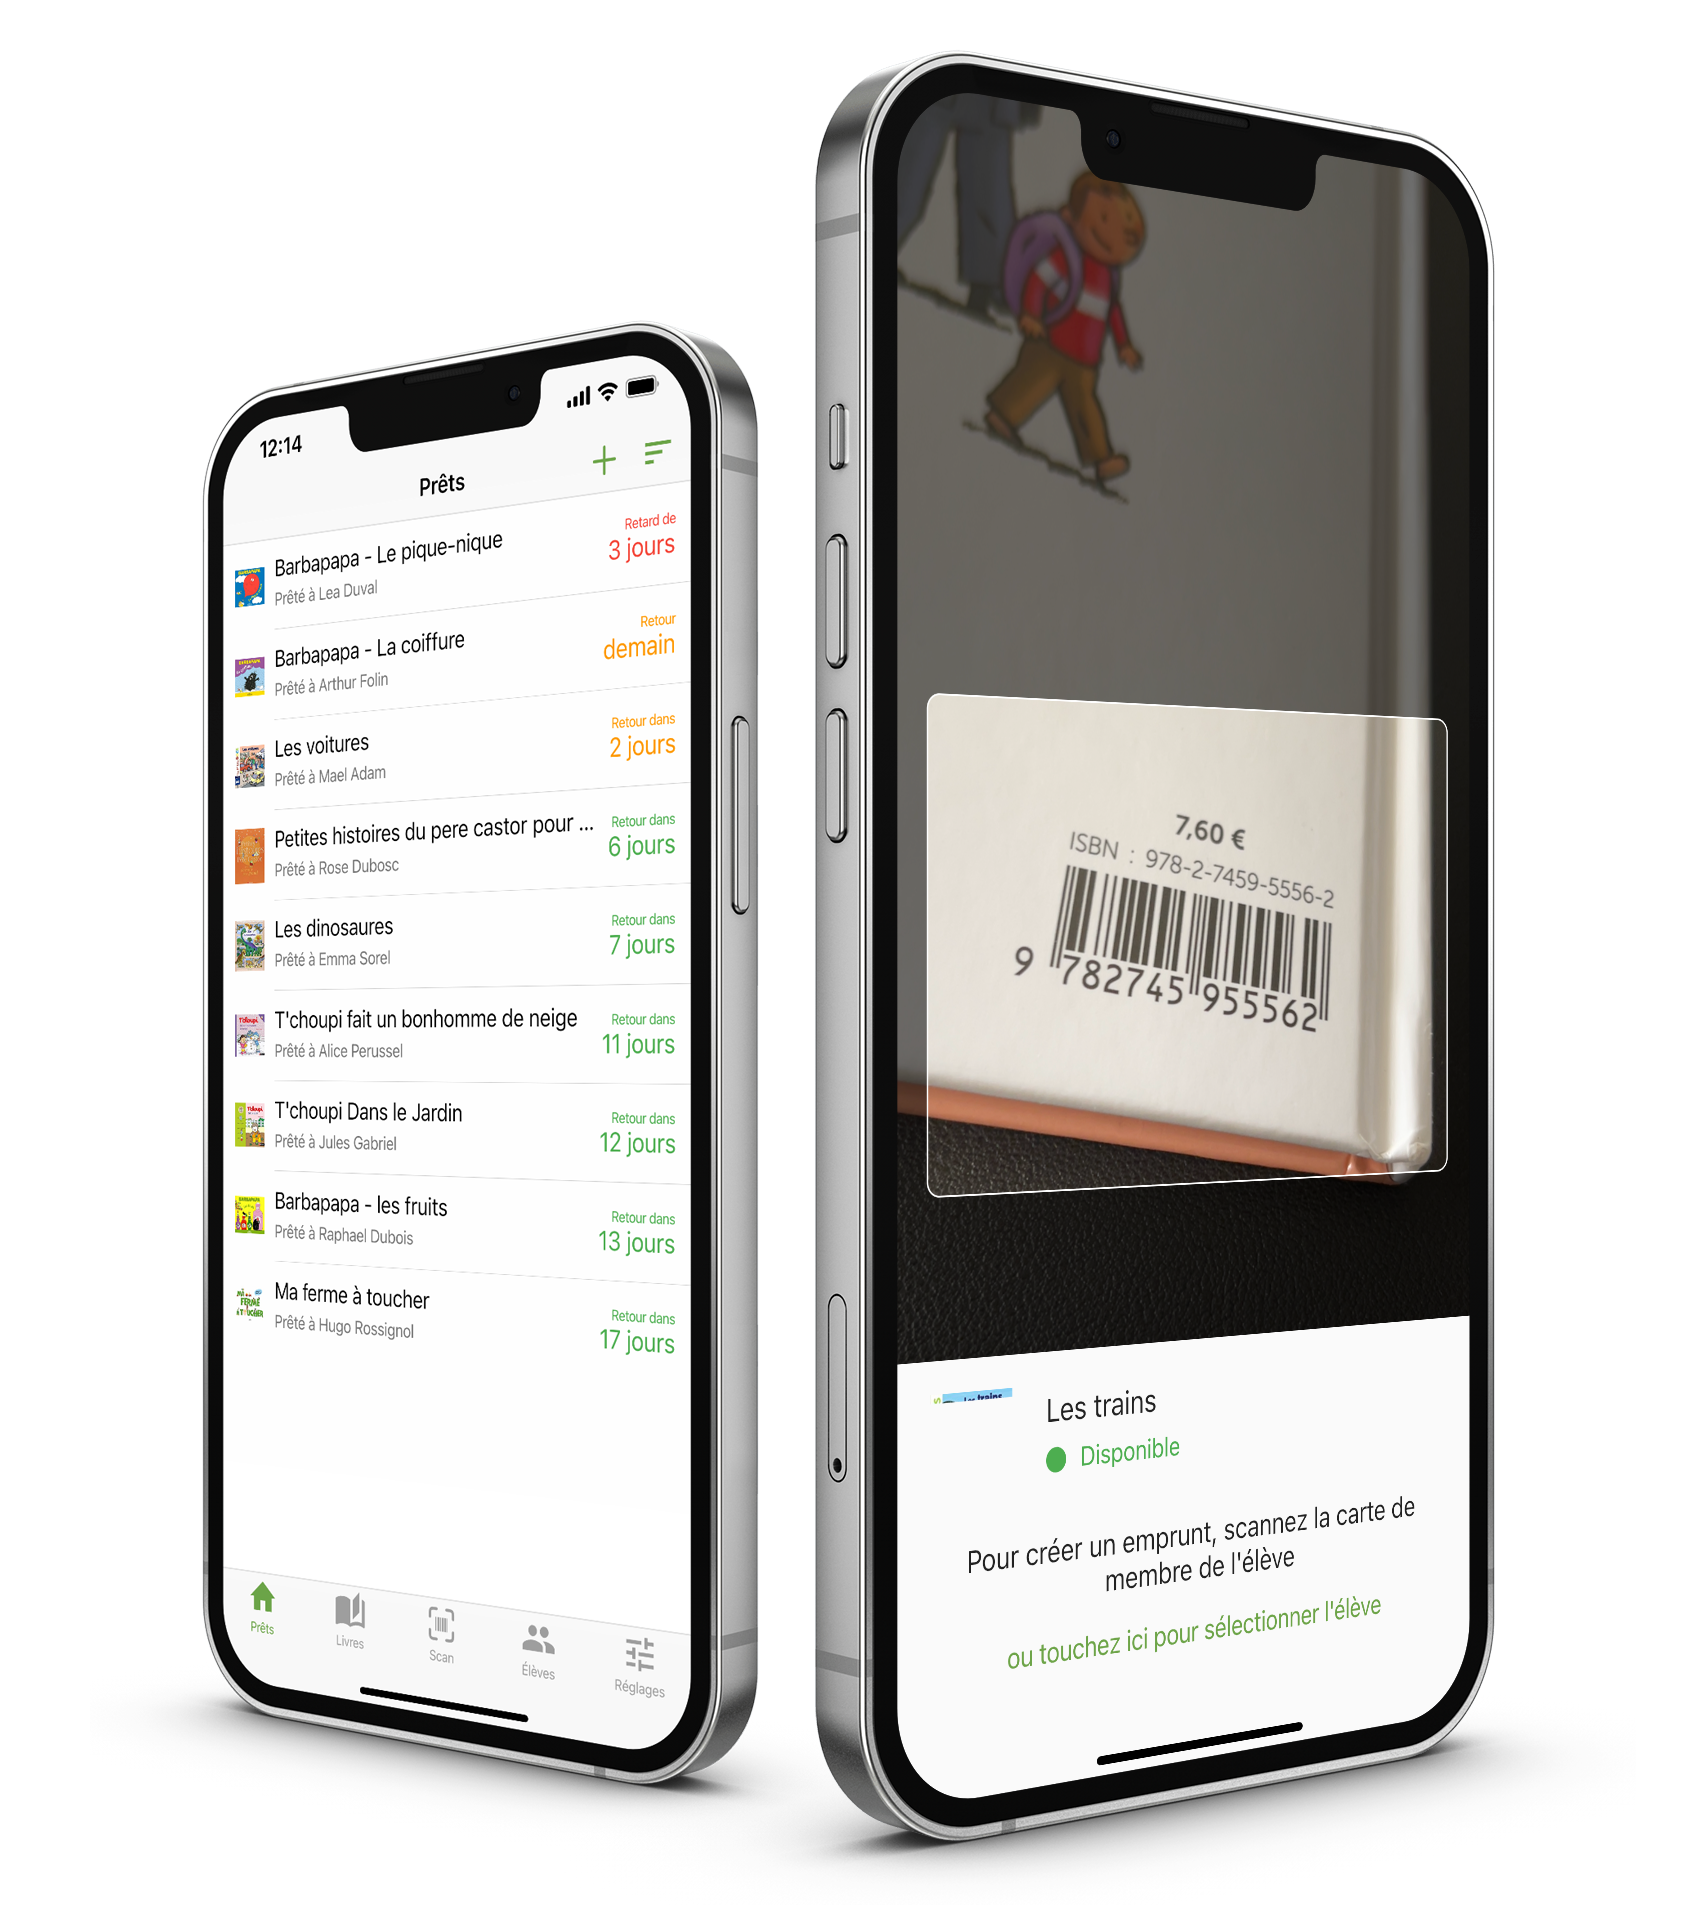 12:14
Prêts
Barbapapa - Le pique-nique
Prêté à Lea Duval
Retard de
3 jours
Barbapapa - La coiffure
Prêté à Arthur Folin
Retour
demain
Les voitures
Prêté à Mael Adam
Retour dans
2 jours
Petites histoires du pere castor pour ...
Prêté à Rose Dubosc
Retour dans
6 jours
Les dinosaures
Prêté à Emma Sorel
Retour dans
7 jours
T'choupi fait un bonhomme de neige
Prêté à Alice Perussel
Retour dans
11 jours
T'choupi Dans le Jardin
Prêté à Jules Gabriel
Retour dans
12 jours
Barbapapa - les fruits
Prêté à Raphael Dubois
Retour dans
13 jours
Ma ferme à toucher
Prêté à Hugo Rossignol
Retour dans
17 jours
Prêts
Livres
Scan
Élèves
Réglages
7,60 €
ISBN : 978-2-7459-5556-2
9 782745 955562
Les trains
Disponible
Pour créer un emprunt, scannez la carte de
membre de l'élève
ou touchez ici pour sélectionner l'élève